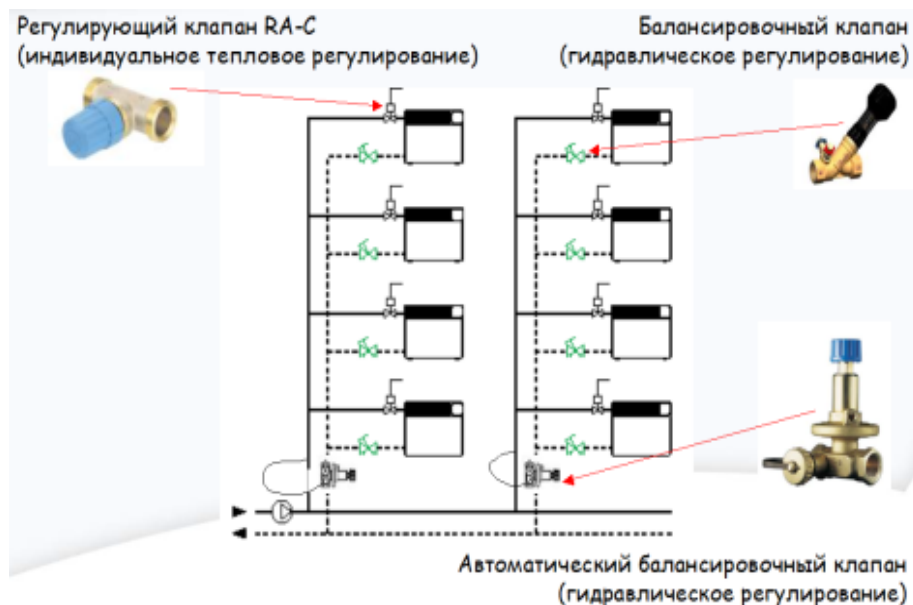 Регулирующий клапан RA-C
(индивидуальное тепловое регулирование)
Балансировочный клапан
(гидравлическое регулирование)
Автоматический балансировочный клапан
(гидравлическое регулирование)